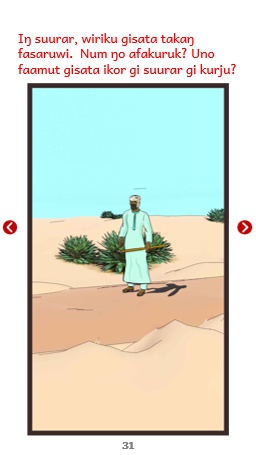 Iŋ suurar, wiriku gisata takaŋ
fasaruwi.  Num ŋo afakuruk? Uno
faamut gisata ikor gi suurar gi kurju?
31